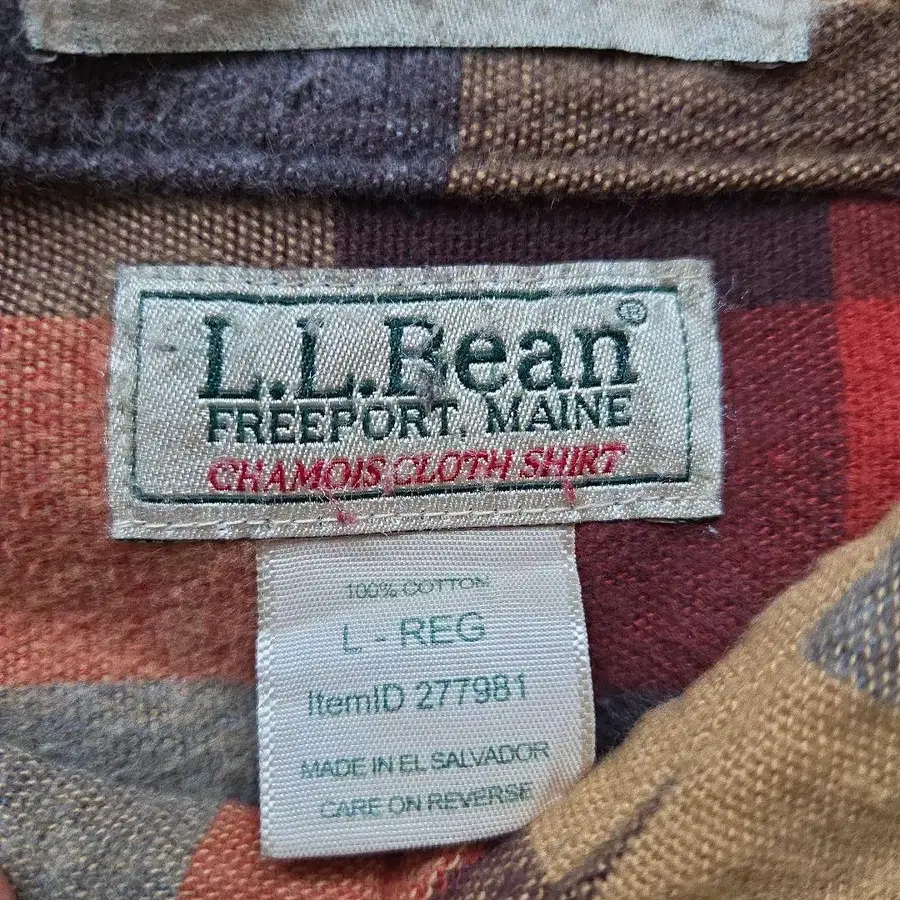 L.L.Bean®
FREEPORT, MAINE
CHAMOIS CLOTH SHIRT
100% COTTON
L - REG
ItemID 277981
MADE IN EL SALVADOR
CARE ON REVERSE